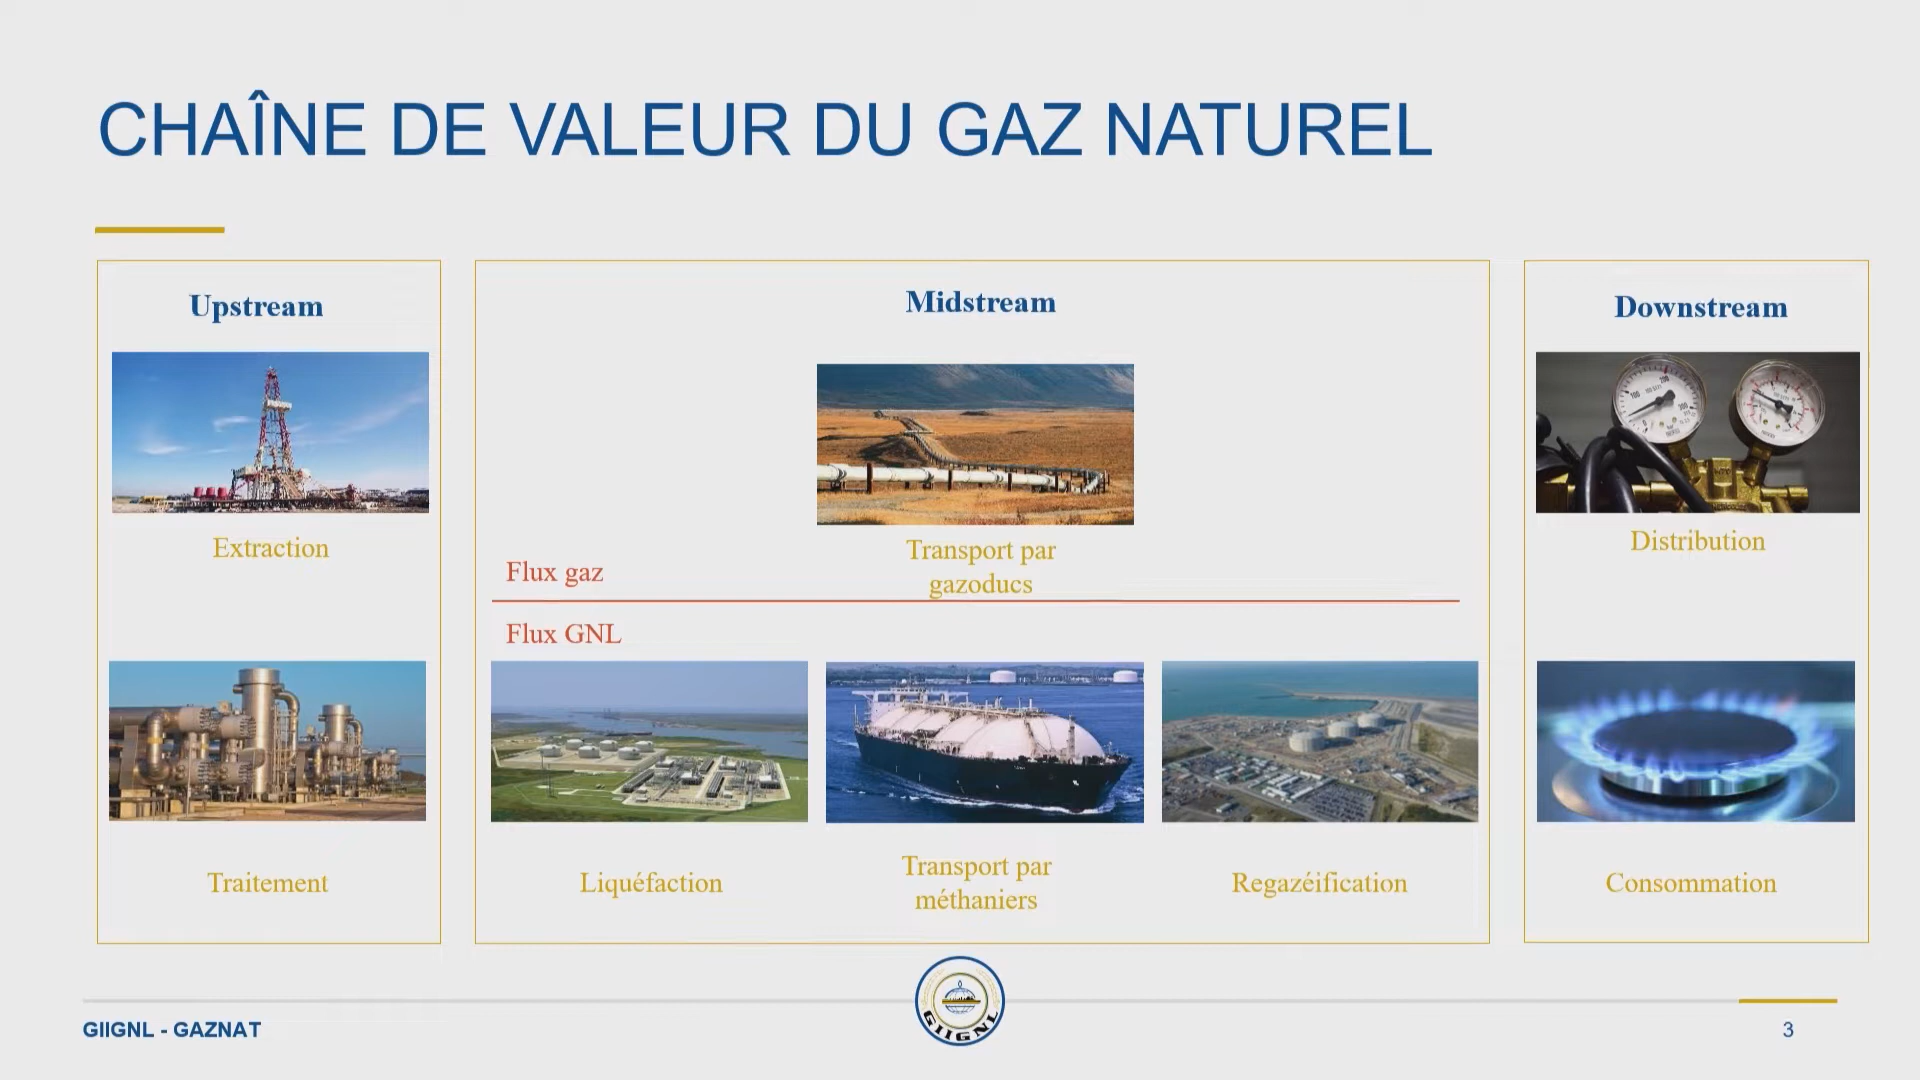 CHAÎNE DE VALEUR DU GAZ NATUREL
Upstream
Extraction
Traitement
Midstream
Transport par
gazoducs
Flux gaz
Flux GNL
Liquéfaction
Transport par
méthaniers
Regazéification
Downstream
Distribution
Consommation
GIIGNL - GAZNAT
GIIGNL
3